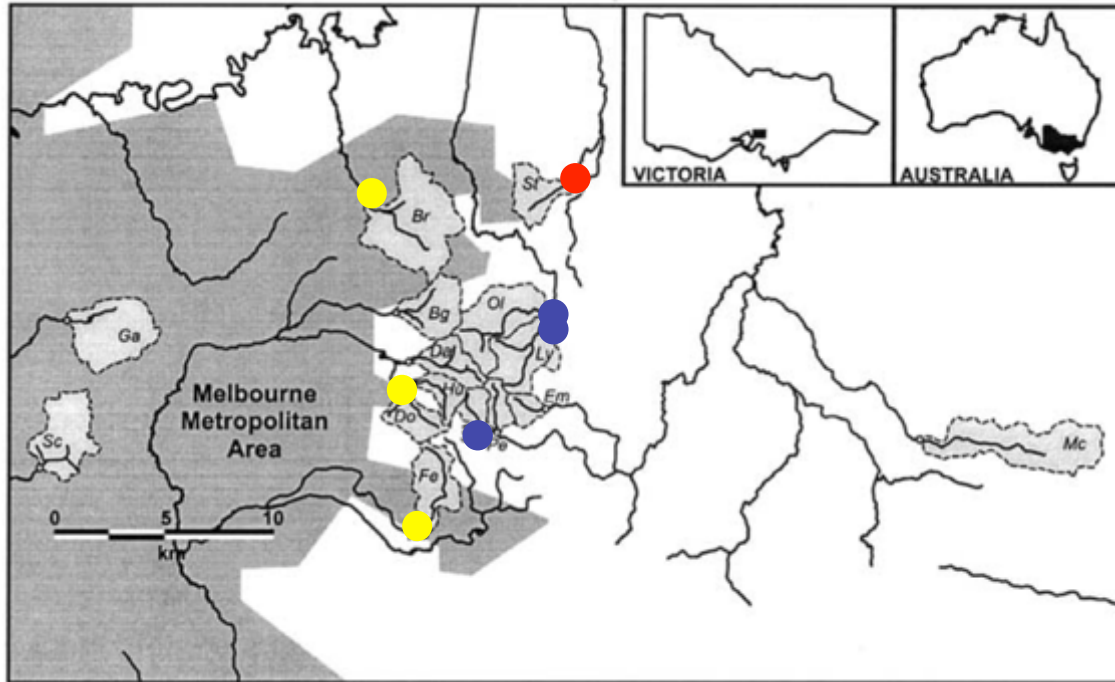 VICTORIA
AUSTRALIA
St
Br
Ol
Bg
Ga
Da
Ly
Hu
Em
Melbourne
Metropolitan
Area
Do
Sc
Mc
Fe
0 5 10
km